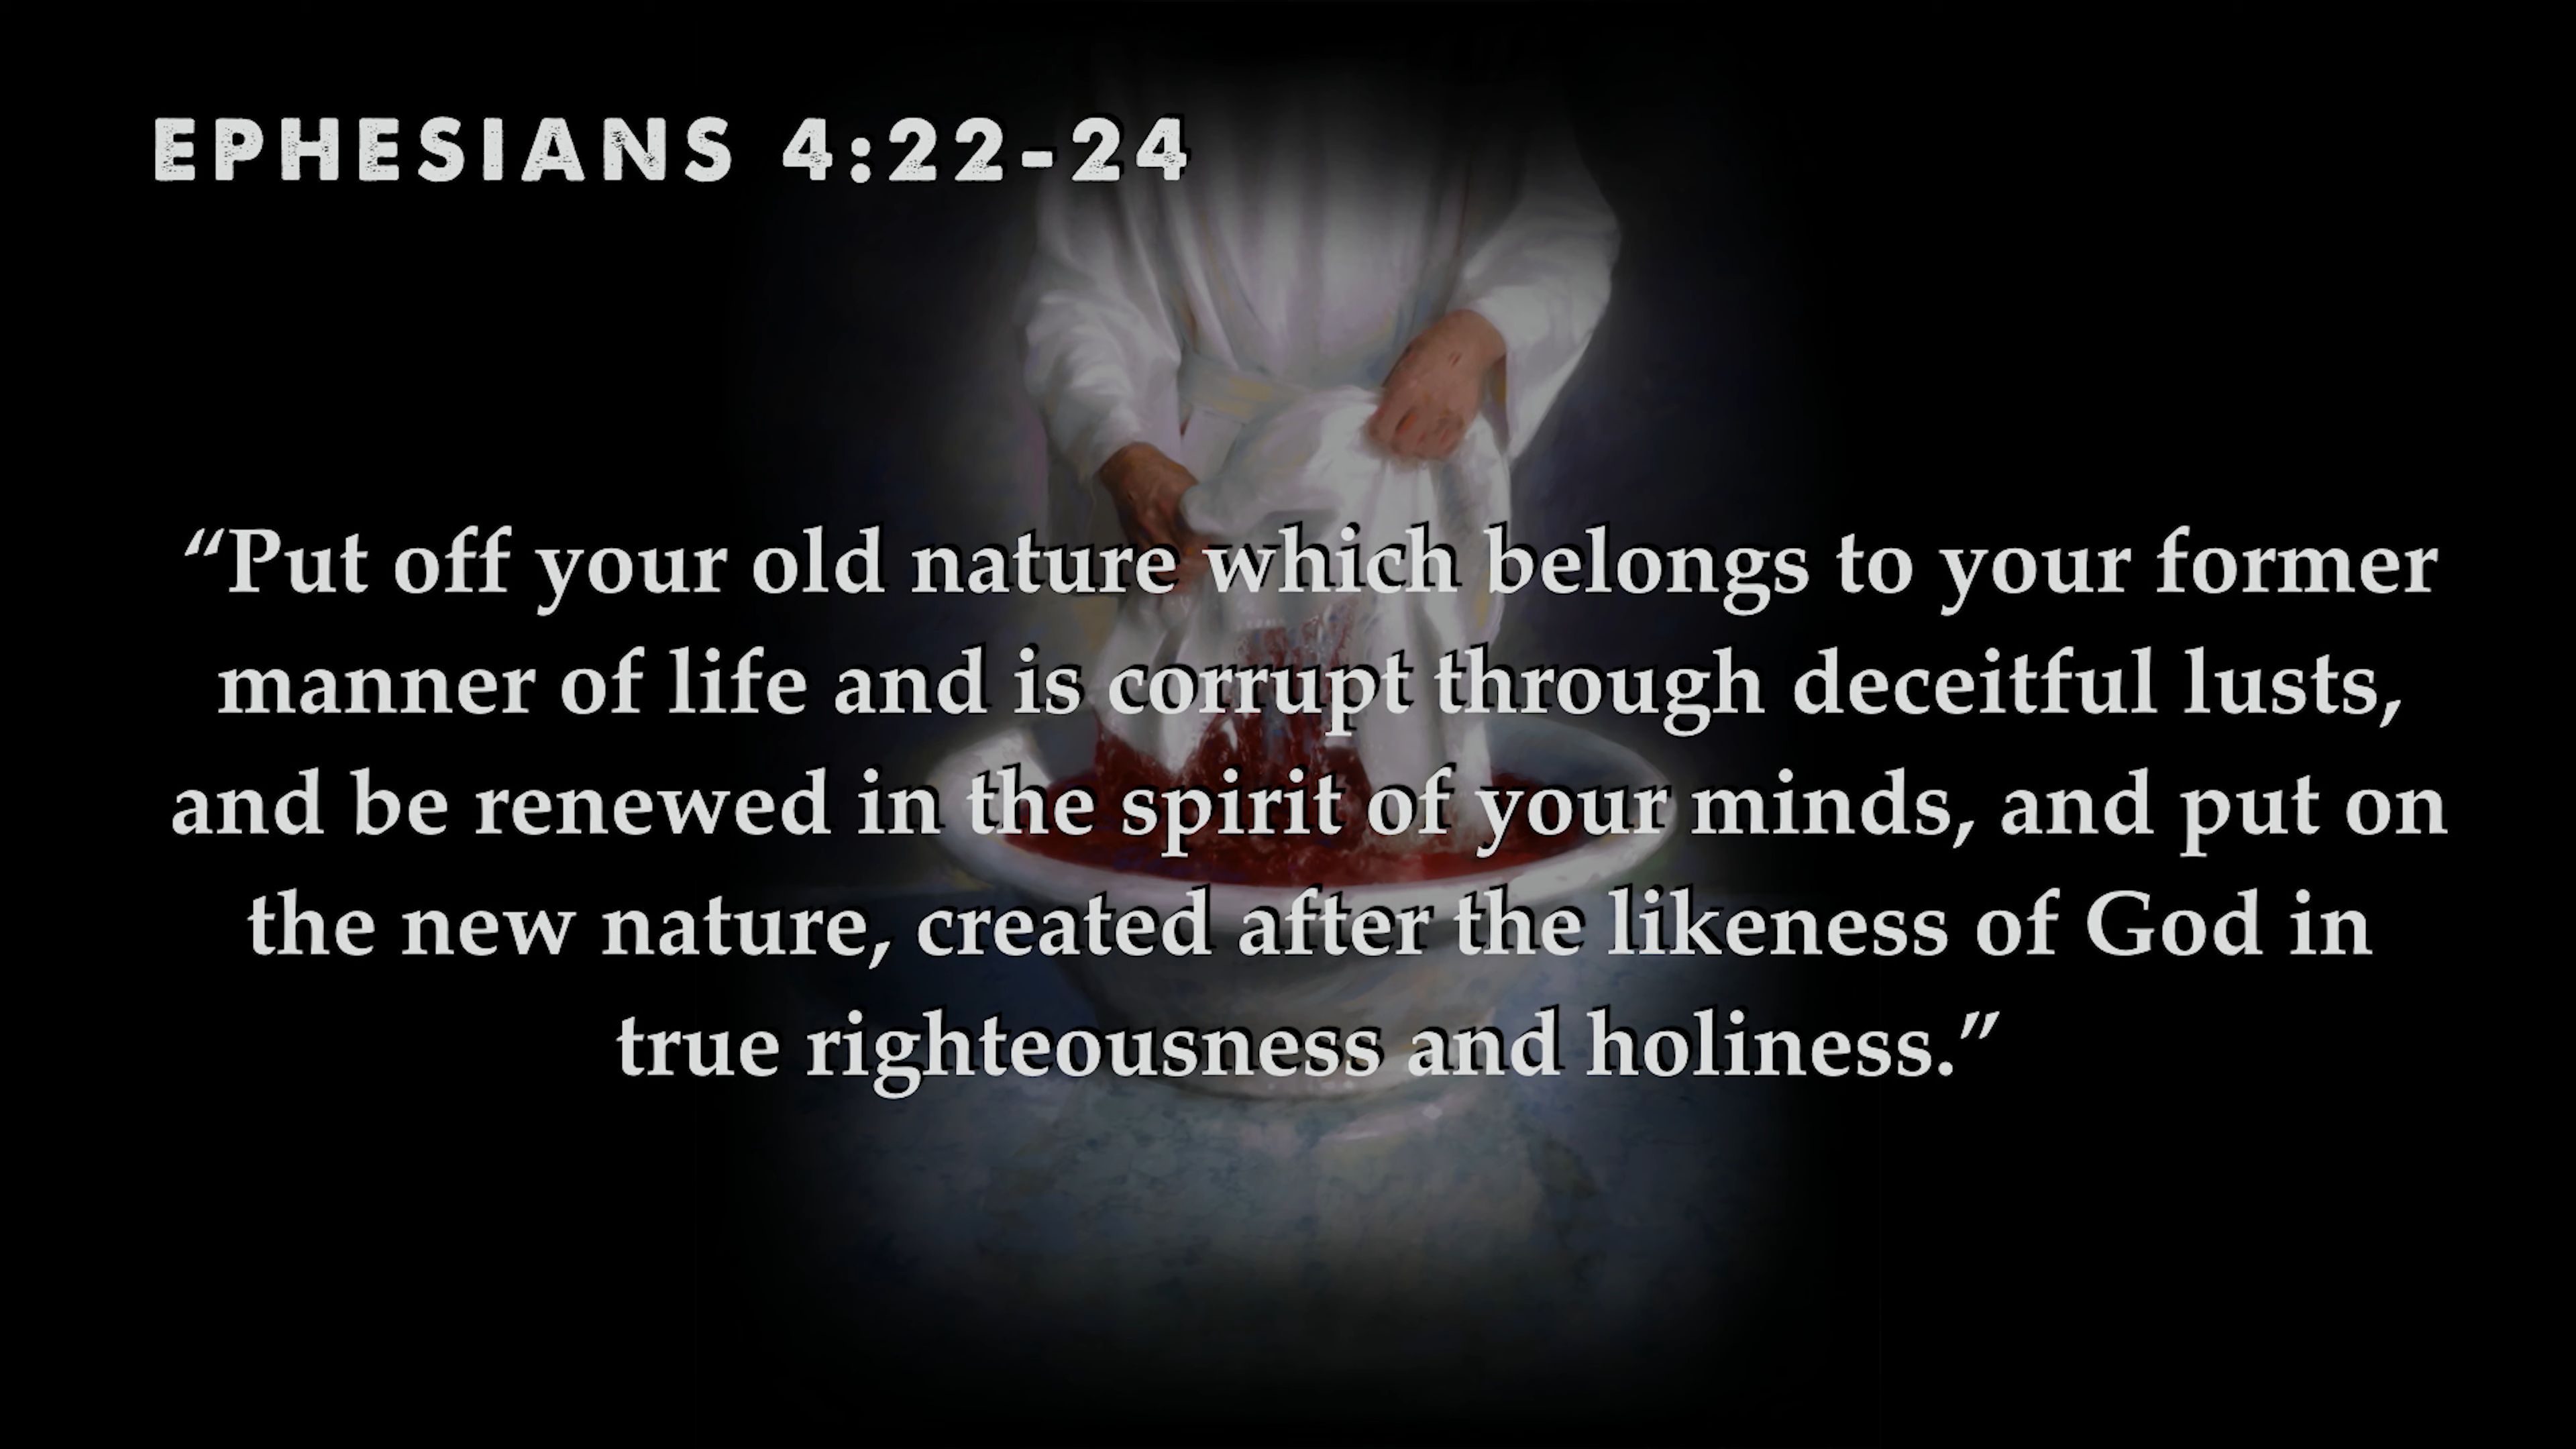 EPHESIANS 4:22-24
“Put off your old nature which belongs to your former
manner of life and is corrupt through deceitful lusts,
and be renewed in the spirit of your minds, and put on
the new nature, created after the likeness of God in
true righteousness and holiness.”